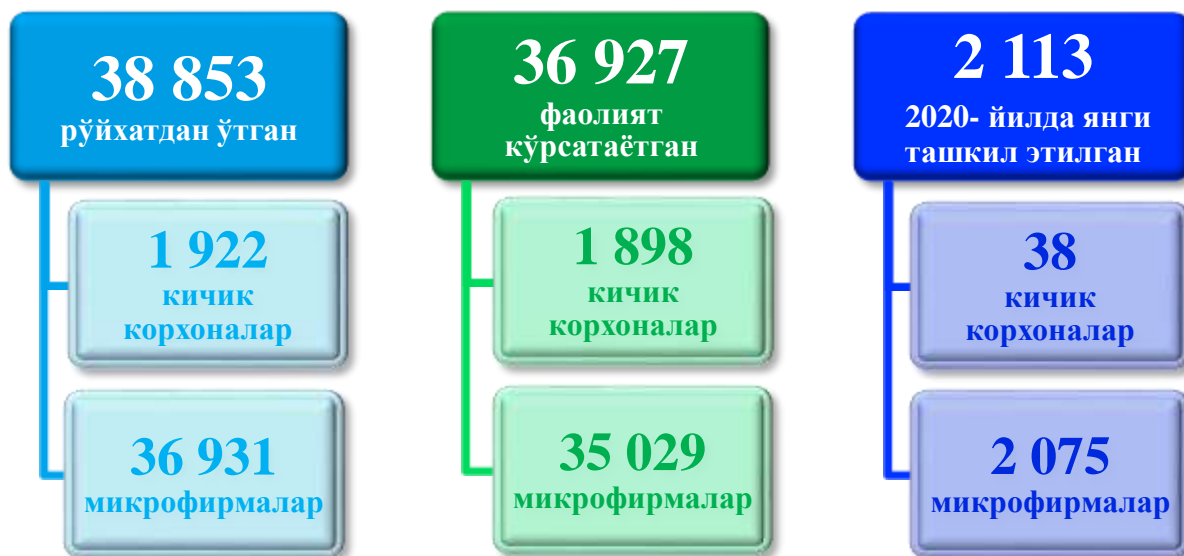 38 853
рўйхатдан ўтган
1 922
кичик
корхоналар
36 931
микрофирмалар
36 927
фаолият
кўрсатаётган
1 898
кичик
корхоналар
35 029
микрофирмалар
2 113
2020- йилда янги
ташкил этилган
38
кичик
корхоналар
2 075
микрофирмалар